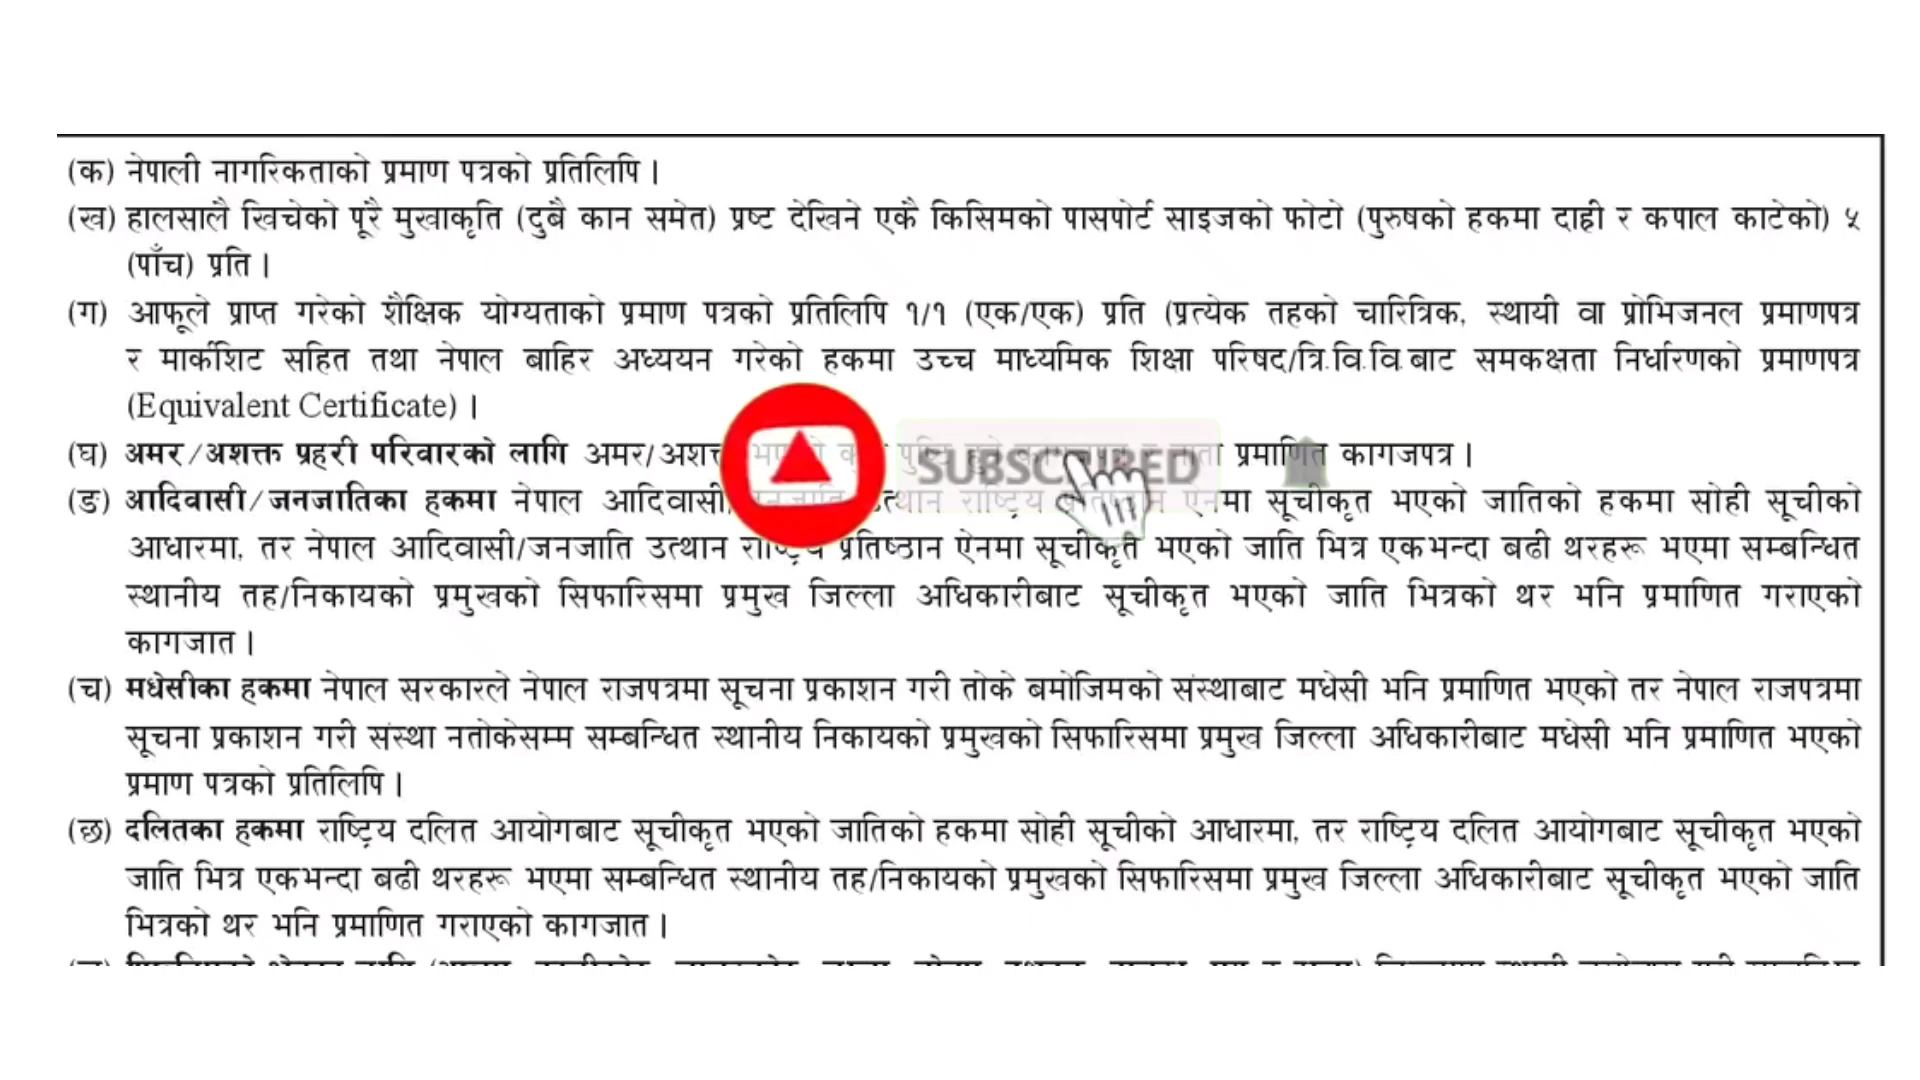 (क) नेपाली नागरिकताको प्रमाण पत्रको प्रतिलिपि ।
(ख) हालसालै खिचेको पूरै मुखाकृति (दुबै कान समेत) प्रष्ट देखिने एकै किसिमको पासपोर्ट साइजको फोटो (पुरुषको हकमा दाह्री र कपाल काटेको) ५
(पाँच) प्रति ।
(ग) आफूले प्राप्त गरेको शैक्षिक योग्यताको प्रमाण पत्रको प्रतिलिपि १/१ (एक/एक) प्रति (प्रत्येक तहको चारित्रिक, स्थायी वा प्रोभिजनल प्रमाणपत्र
र मार्कशिट सहित तथा नेपाल बाहिर अध्ययन गरेको हकमा उच्च माध्यमिक शिक्षा परिषद/त्रि.वि.वि.बाट समकक्षता निर्धारणको प्रमाणपत्र
(Equivalent Certificate) ।
(घ) अमर/अशक्त प्रहरी परिवारको लागि अमर/अशक्त प्रमाणित कागजपत्र ।
SUBSCRIBED
(ङ) आदिवासी/जनजातिका हकमा नेपाल आदिवासी/जनजाति उत्थान राष्ट्रिय प्रतिष्ठान ऐनमा सूचीकृत भएको जातिको हकमा सोही सूचीको
आधारमा, तर नेपाल आदिवासी/जनजाति उत्थान राष्ट्रिय प्रतिष्ठान ऐनमा सूचीकृत भएको जाति भित्र एकभन्दा बढी थरहरू भएमा सम्बन्धित
स्थानीय तह/निकायको प्रमुखको सिफारिसमा प्रमुख जिल्ला अधिकारीबाट सूचीकृत भएको जाति भित्रको थर भनि प्रमाणित गराएको
कागजात ।
(च) मधेसीका हकमा नेपाल सरकारले नेपाल राजपत्रमा सूचना प्रकाशन गरी तोके बमोजिमको संस्थाबाट मधेसी भनि प्रमाणित भएको तर नेपाल राजपत्रमा
सूचना प्रकाशन गरी संस्था नतोकेसम्म सम्बन्धित स्थानीय निकायको प्रमुखको सिफारिसमा प्रमुख जिल्ला अधिकारीबाट मधेसी भनि प्रमाणित भएको
प्रमाण पत्रको प्रतिलिपि ।
(छ) दलितका हकमा राष्ट्रिय दलित आयोगबाट सूचीकृत भएको जातिको हकमा सोही सूचीको आधारमा, तर राष्ट्रिय दलित आयोगबाट सूचीकृत भएको
जाति भित्र एकभन्दा बढी थरहरू भएमा सम्बन्धित स्थानीय तह/निकायको प्रमुखको सिफारिसमा प्रमुख जिल्ला अधिकारीबाट सूचीकृत भएको जाति
भित्रको थर भनि प्रमाणित गराएको कागजात ।